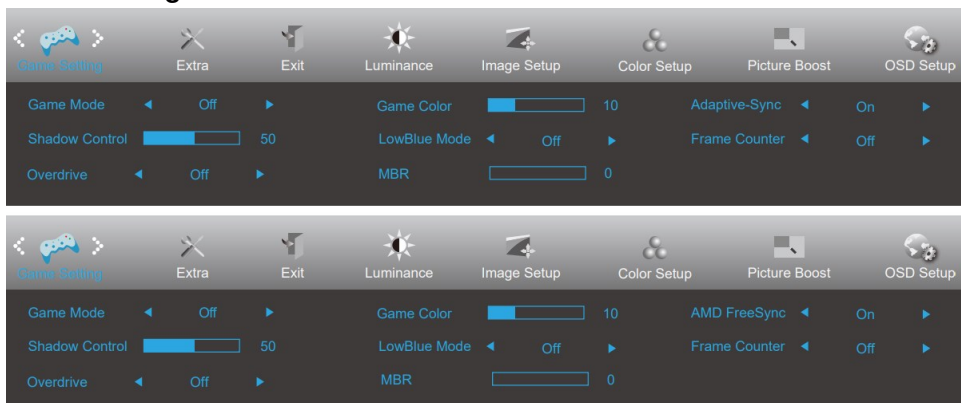 Game Setting Extra Exit Luminance Image Setup Color Setup Picture Boost OSD Setup
Game Mode Off Game Color 10 Adaptive-Sync On
Shadow Control 50 LowBlue Mode Off Frame Counter Off
Overdrive Off MBR 0
Game Setting Extra Exit Luminance Image Setup Color Setup Picture Boost OSD Setup
Game Mode Off Game Color 10 AMD FreeSync On
Shadow Control 50 LowBlue Mode Off Frame Counter Off
Overdrive Off MBR 0